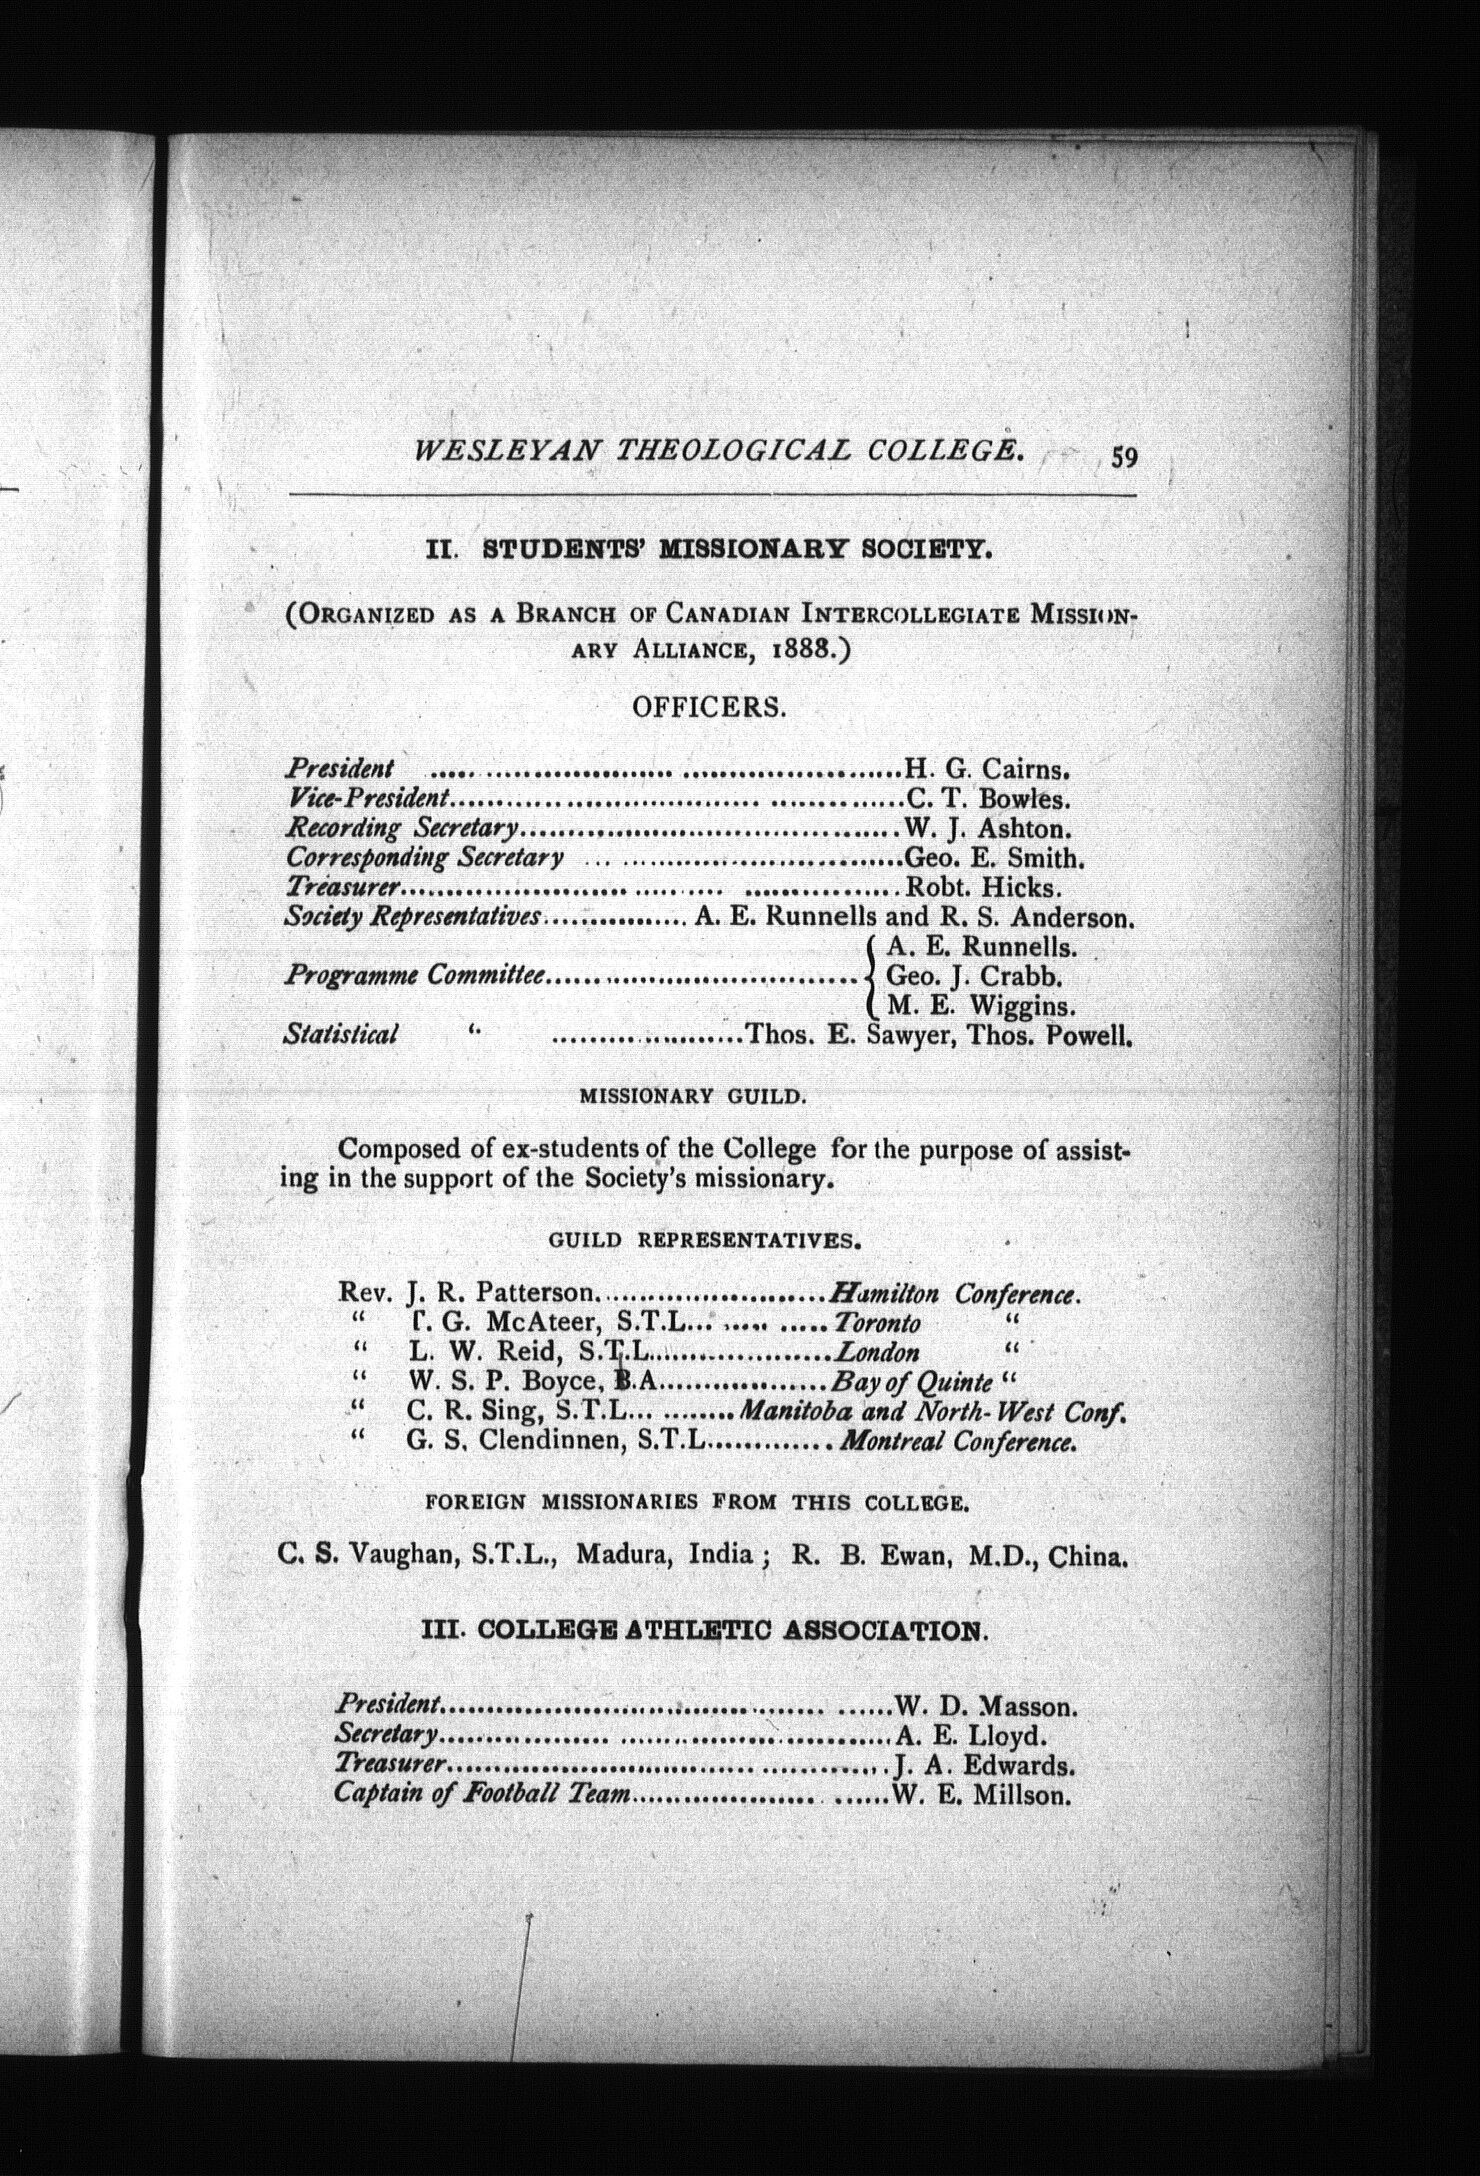 WESLEYAN THEOLOGICAL COLLEGE. 59
II. STUDENTS' MISSIONARY SOCIETY.
(ORGANIZED AS A BRANCH OF CANADIAN INTERCOLLEGIATE MISSION-
ARY ALLIANCE, 1888.)
OFFICERS.
President ........................................ H. G. Cairns.
Vice-President ........................................ C. T. Bowles.
Recording Secretary ................................ W. J. Ashton.
Corresponding Secretary ............................ Geo. E. Smith.
Treasurer ........................................ Robt. Hicks.
Society Representatives ................ A. E. Runnells and R. S. Anderson.
A. E. Runnells.
Programme Committee ................................ { Geo. J. Crabb.
M. E. Wiggins.
Statistical “ .................... Thos. E. Sawyer, Thos. Powell.
MISSIONARY GUILD.
Composed of ex-students of the College for the purpose of assist-
ing in the support of the Society's missionary.
GUILD REPRESENTATIVES.
Rev. J. R. Patterson ........................ Hamilton Conference.
“ T. G. McAteer, S.T.L. ............ Toronto “
“ L. W. Reid, S.T.L. .................... London “
“ W. S. P. Boyce, B.A. .................. Bay of Quinte “
“ C. R. Sing, S.T.L. ........... Manitoba and North-West Conf.
“ G. S. Clendinnen, S.T.L. ............. Montreal Conference.
FOREIGN MISSIONARIES FROM THIS COLLEGE.
C. S. Vaughan, S.T.L., Madura, India ; R. B. Ewan, M.D., China.
III. COLLEGE ATHLETIC ASSOCIATION.
President ........................................ W. D. Masson.
Secretary ........................................ A. E. Lloyd.
Treasurer ........................................ J. A. Edwards.
Captain of Football Team ......................... W. E. Millson.